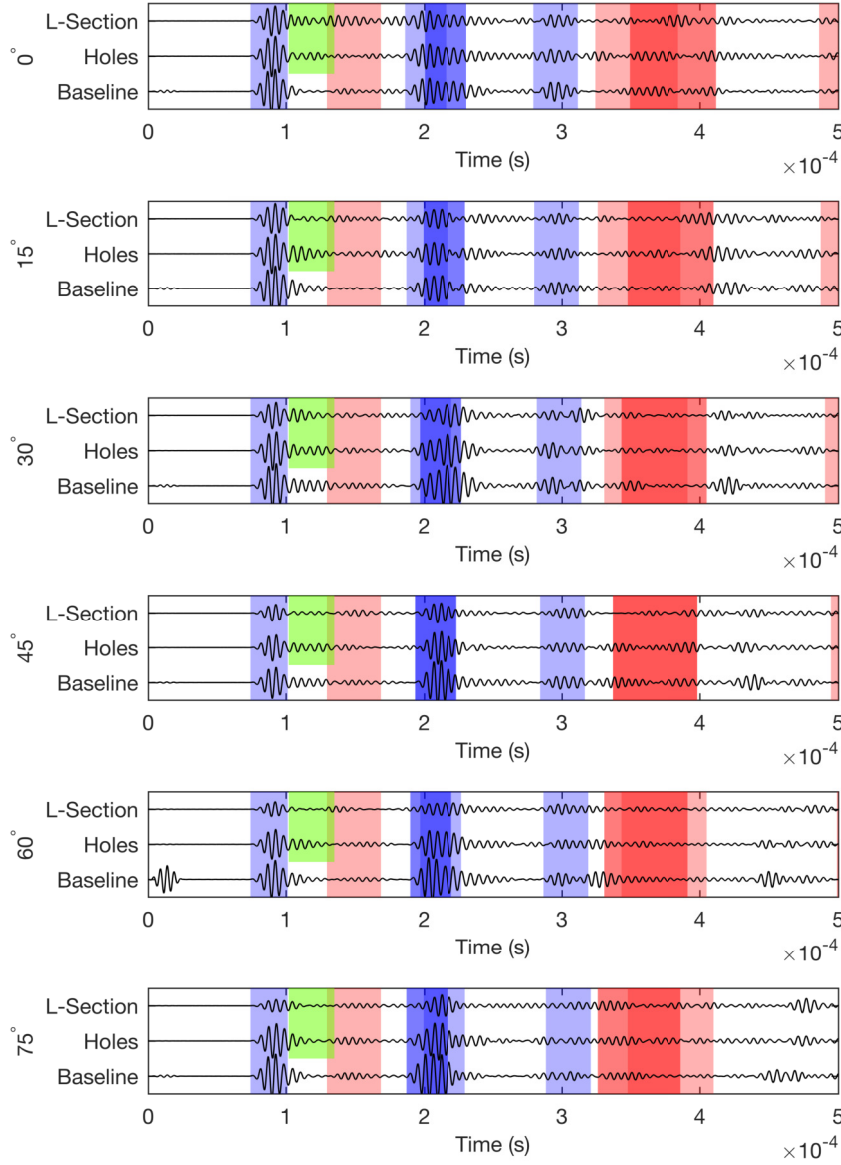 0°
L-Section
Holes
Baseline
0 1 2 3 4 5
Time (s)
×10-4
15°
L-Section
Holes
Baseline
0 1 2 3 4 5
Time (s)
×10-4
30°
L-Section
Holes
Baseline
0 1 2 3 4 5
Time (s)
×10-4
45°
L-Section
Holes
Baseline
0 1 2 3 4 5
Time (s)
×10-4
60°
L-Section
Holes
Baseline
0 1 2 3 4 5
Time (s)
×10-4
75°
L-Section
Holes
Baseline
0 1 2 3 4 5
Time (s)
×10-4